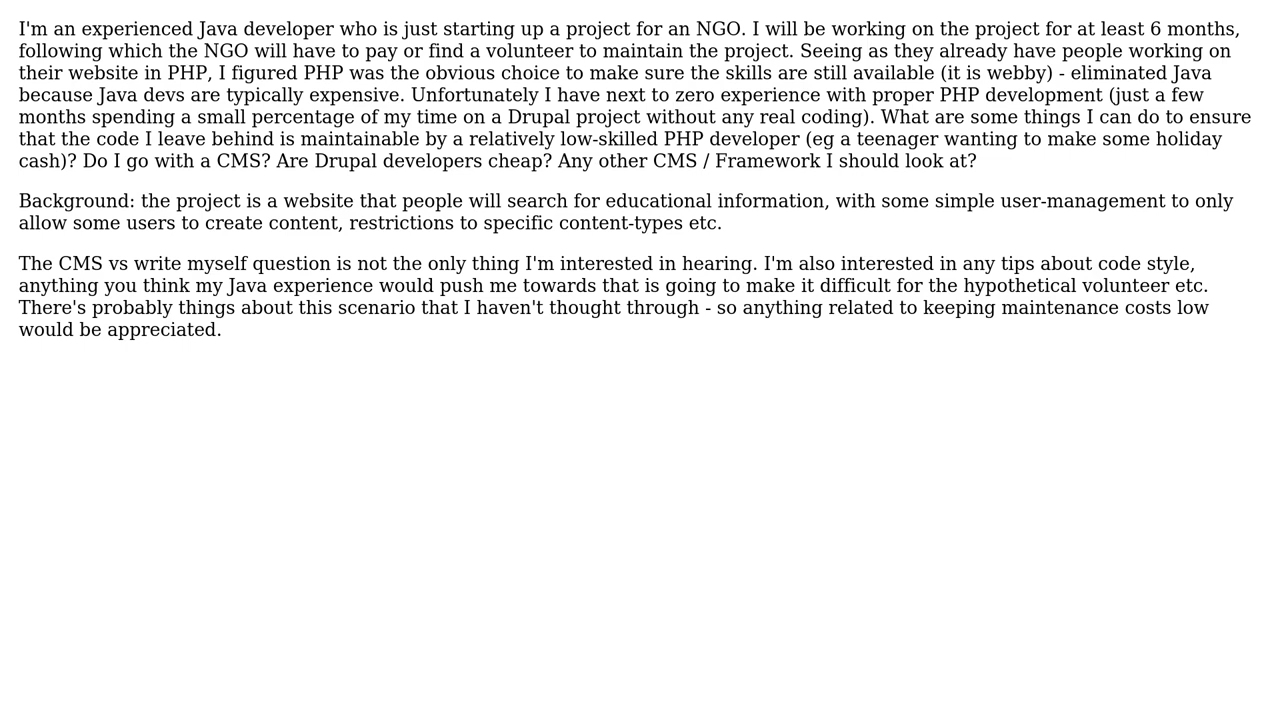 I'm an experienced Java developer who is just starting up a project for an NGO. I will be working on the project for at least 6 months,
following which the NGO will have to pay or find a volunteer to maintain the project. Seeing as they already have people working on
their website in PHP, I figured PHP was the obvious choice to make sure the skills are still available (it is webby) - eliminated Java
because Java devs are typically expensive. Unfortunately I have next to zero experience with proper PHP development (just a few
months spending a small percentage of my time on a Drupal project without any real coding). What are some things I can do to ensure
that the code I leave behind is maintainable by a relatively low-skilled PHP developer (eg a teenager wanting to make some holiday
cash)? Do I go with a CMS? Are Drupal developers cheap? Any other CMS / Framework I should look at?
Background: the project is a website that people will search for educational information, with some simple user-management to only
allow some users to create content, restrictions to specific content-types etc.
The CMS vs write myself question is not the only thing I'm interested in hearing. I'm also interested in any tips about code style,
anything you think my Java experience would push me towards that is going to make it difficult for the hypothetical volunteer etc.
There's probably things about this scenario that I haven't thought through - so anything related to keeping maintenance costs low
would be appreciated.